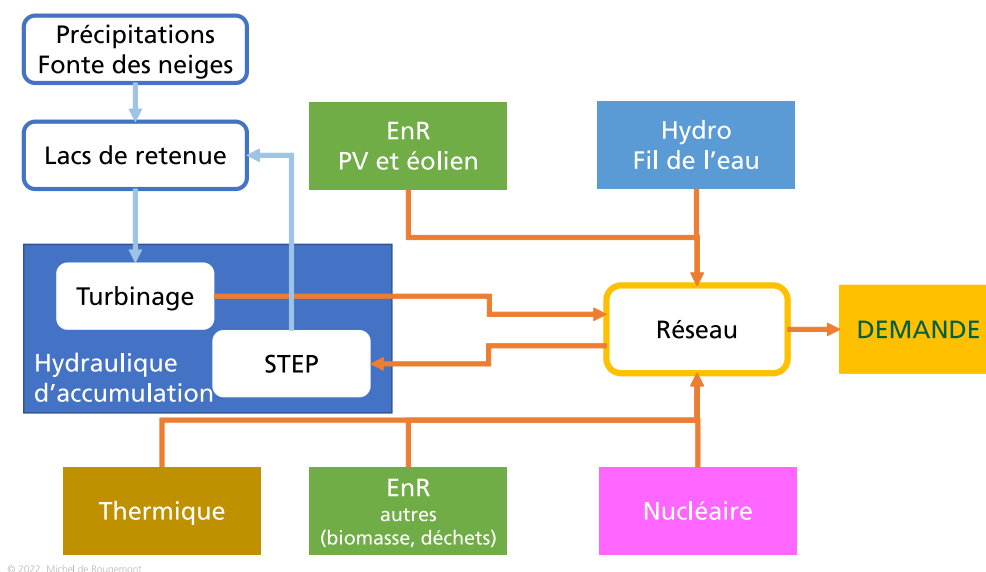 Précipitations
Fonte des neiges
Lacs de retenue
EnR
PV et éolien
Hydro
Fil de l'eau
Turbinage
STEP
Hydraulique
d'accumulation
Réseau
DEMANDE
Thermique
EnR
autres
(biomasse, déchets)
Nucléaire
© 2022 Michel de Rougemont